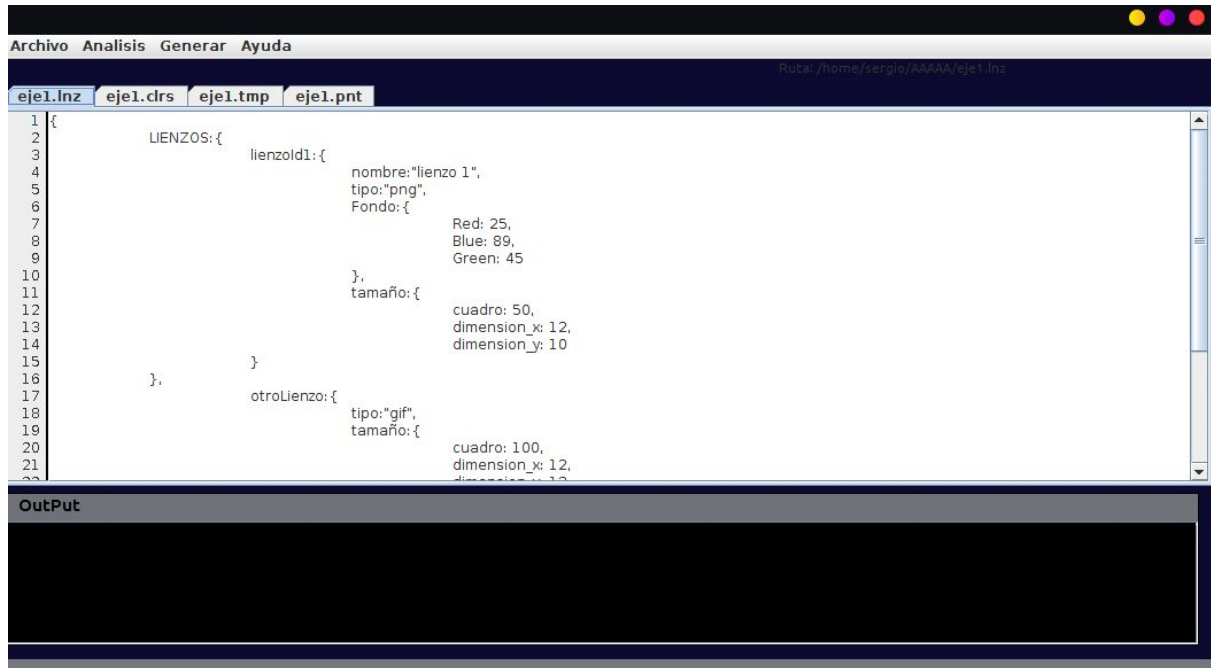 Archivo Analisis Generar Ayuda
Ruta: /home/sergio/AAAAA/eje1.lnz
eje1.lnz eje1.clrs eje1.tmp eje1.pnt
1 {
2 LIENZOS:{
3 lienzoId1:{
4 nombre:"lienzo 1",
5 tipo:"png",
6 Fondo:{
7 Red: 25,
8 Blue: 89,
9 Green: 45
10 },
11 tamaño:{
12 cuadro: 50,
13 dimension_x: 12,
14 dimension_y: 10
15 }
16 },
17 otroLienzo:{
18 tipo:"gif",
19 tamaño:{
20 cuadro: 100,
21 dimension_x: 12,
OutPut